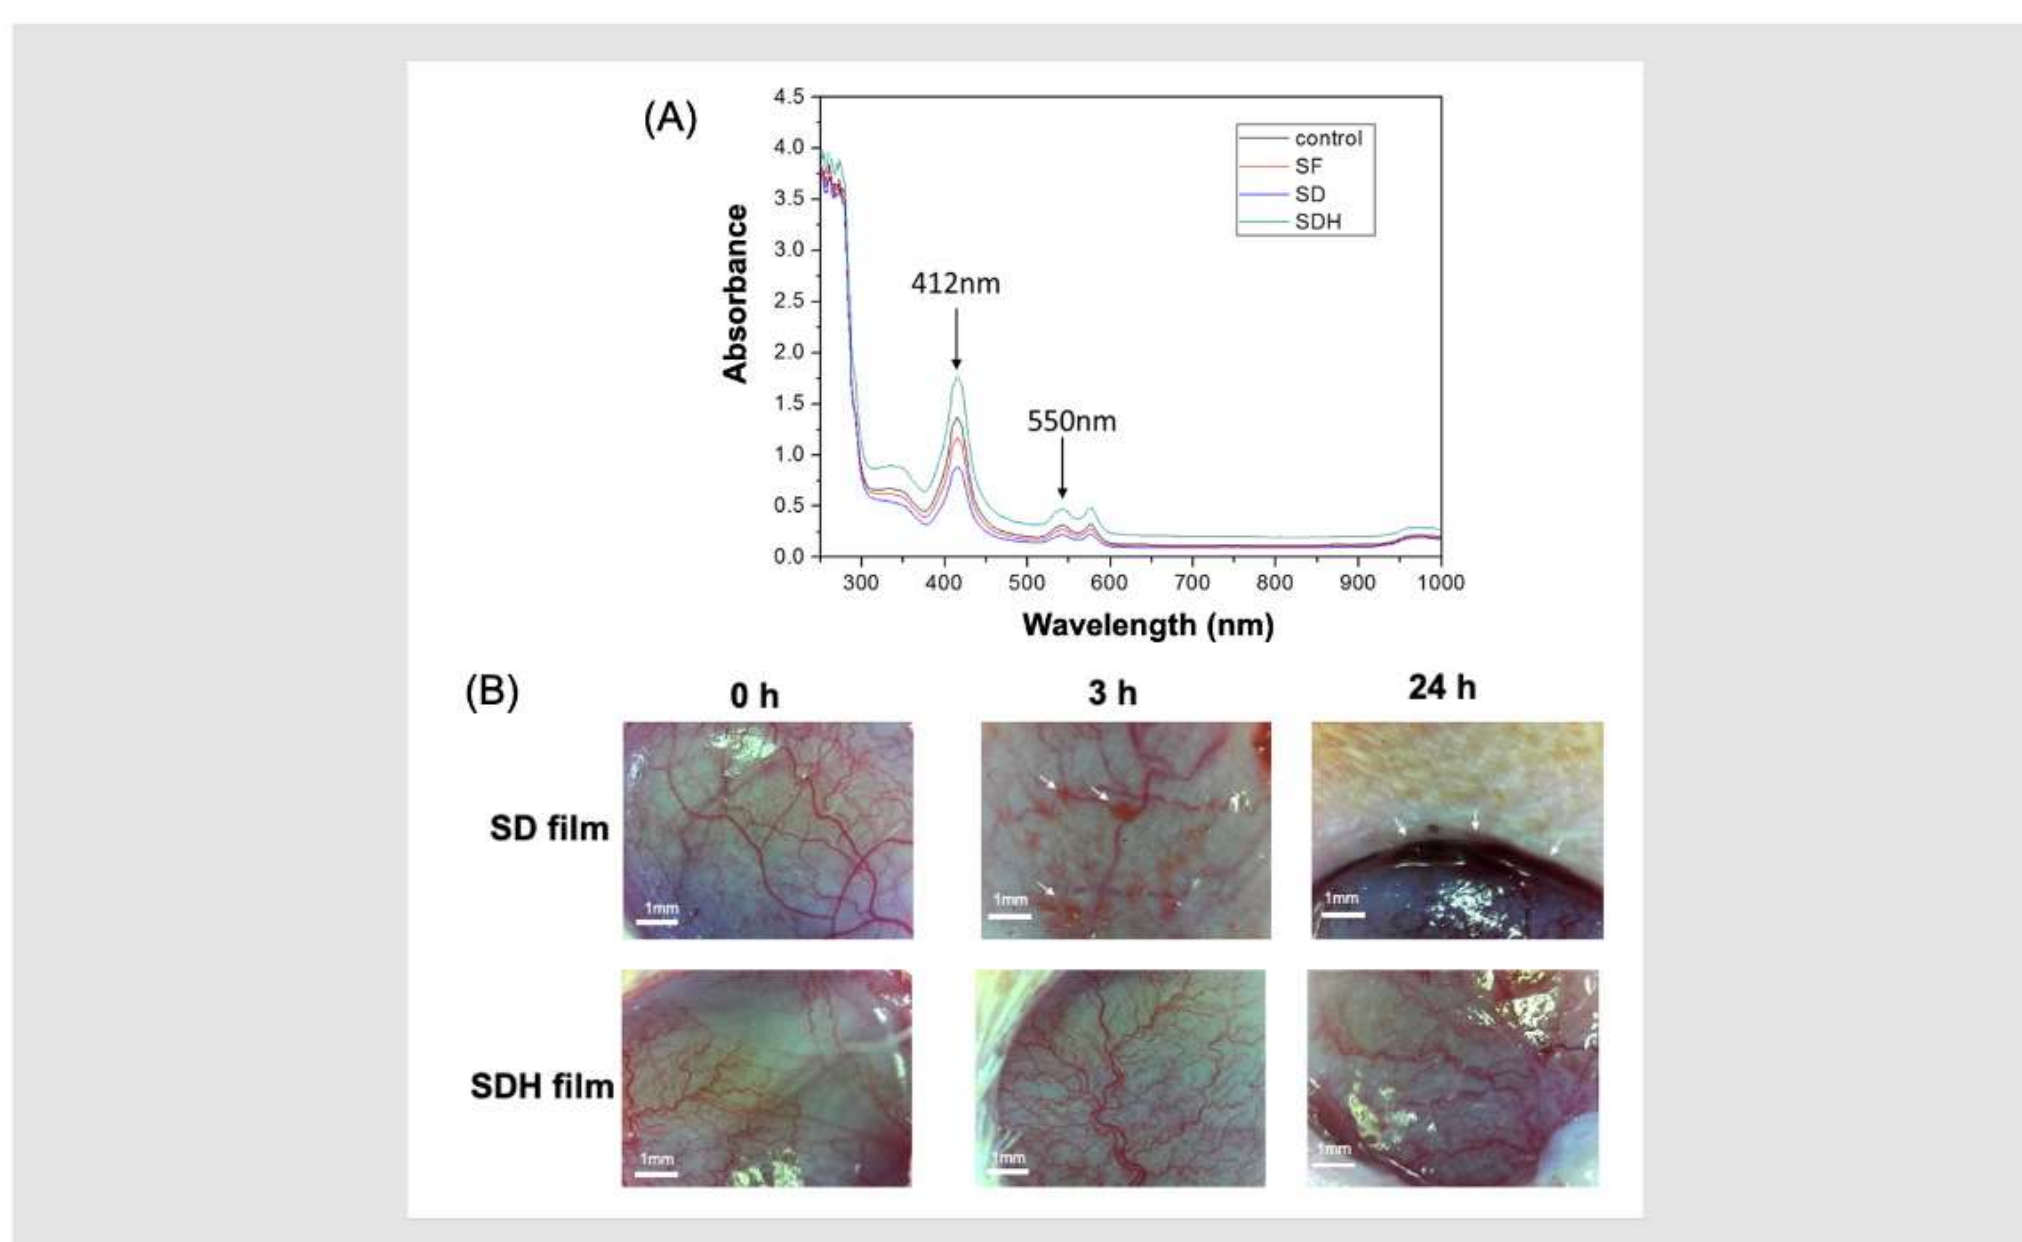 (A)
4.5
4.0
3.5
3.0
2.5
2.0
1.5
1.0
0.5
0.0
Absorbance
control
SF
SD
SDH
412nm
550nm
300 400 500 600 700 800 900 1000
Wavelength (nm)
(B)
0 h 3 h 24 h
SD film
1mm 1mm 1mm
SDH film
1mm 1mm 1mm